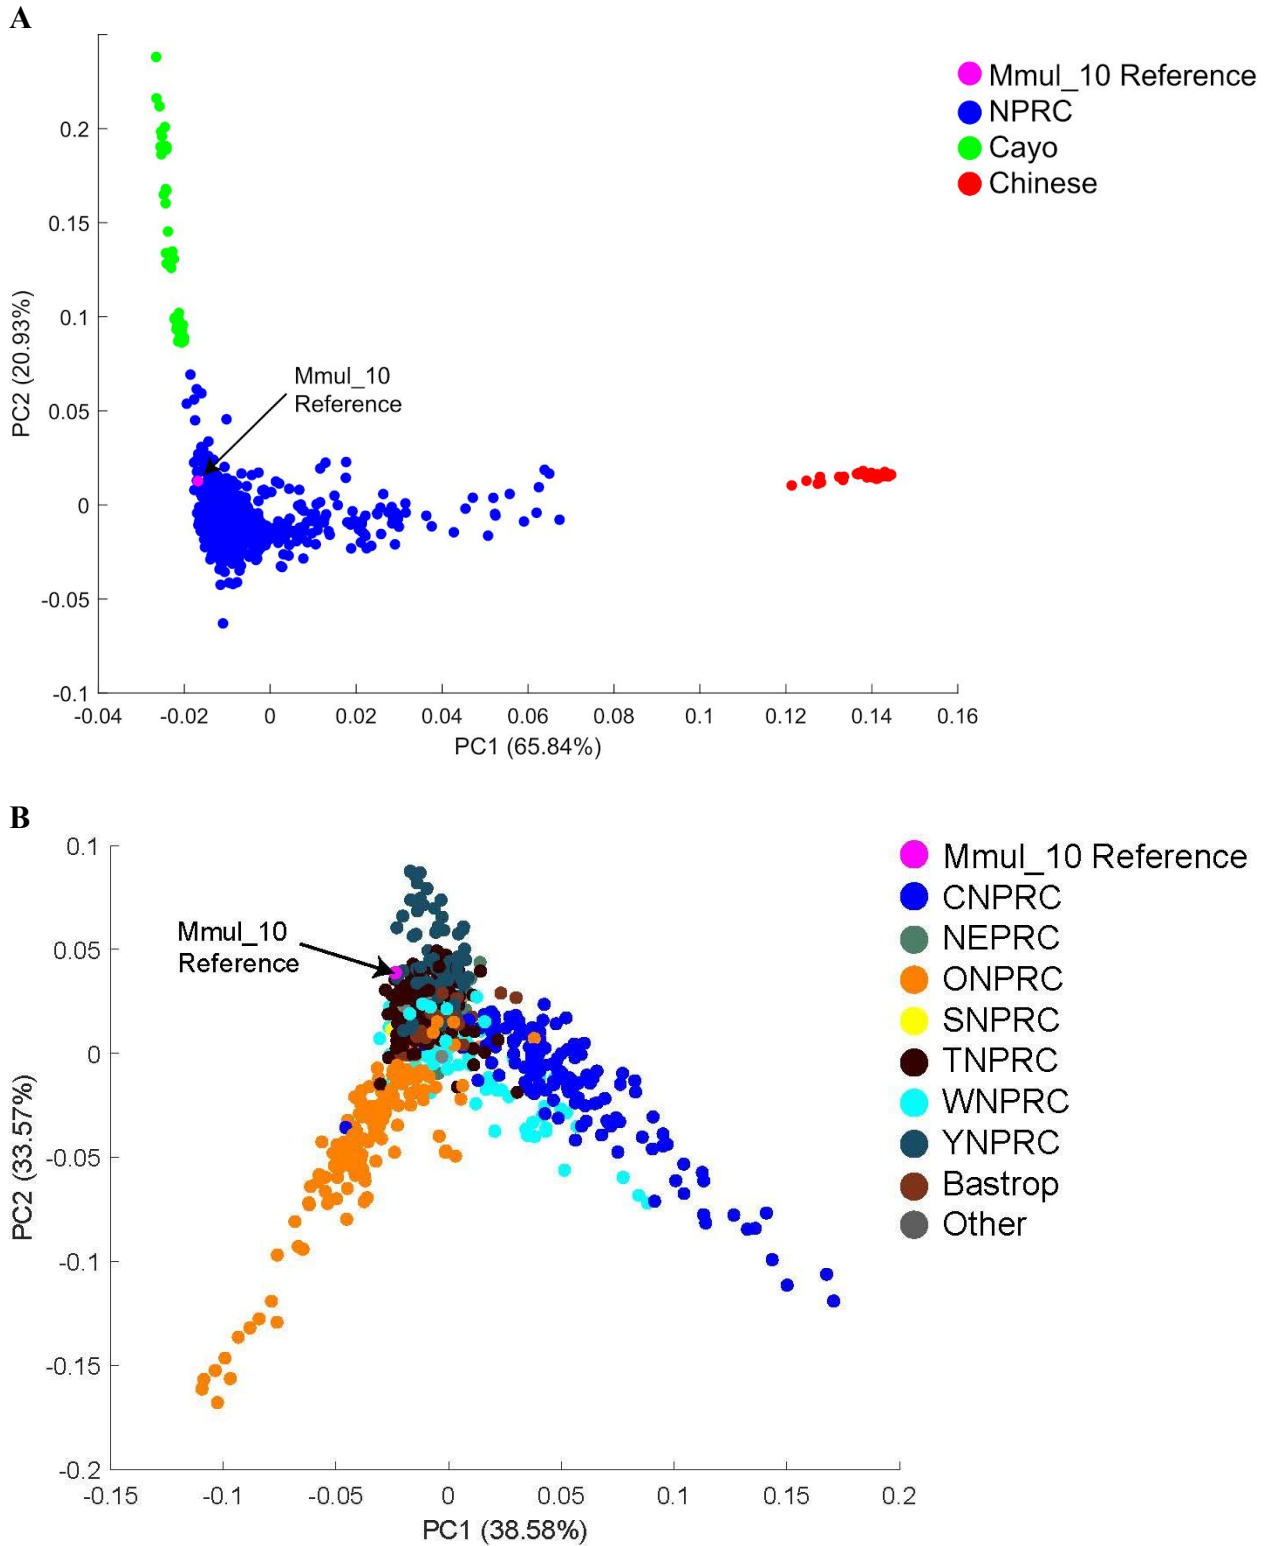 A
0.2
0.15
0.1
0.05
0
-0.05
-0.1
-0.04
-0.02
0
0.02
0.04
0.06
0.08
0.1
0.12
0.14
0.16
PC1 (65.84%)
PC2 (20.93%)
Mmul_10
Reference
Mmul_10 Reference
NPRC
Cayo
Chinese
B
0.1
0.05
0
-0.05
-0.1
-0.15
-0.2
-0.15
-0.1
-0.05
0
0.05
0.1
0.15
0.2
PC1 (38.58%)
PC2 (33.57%)
Mmul_10
Reference
Mmul_10 Reference
CNPRC
NEPRC
ONPRC
SNPRC
TNPRC
WNPRC
YNPRC
Bastrop
Other